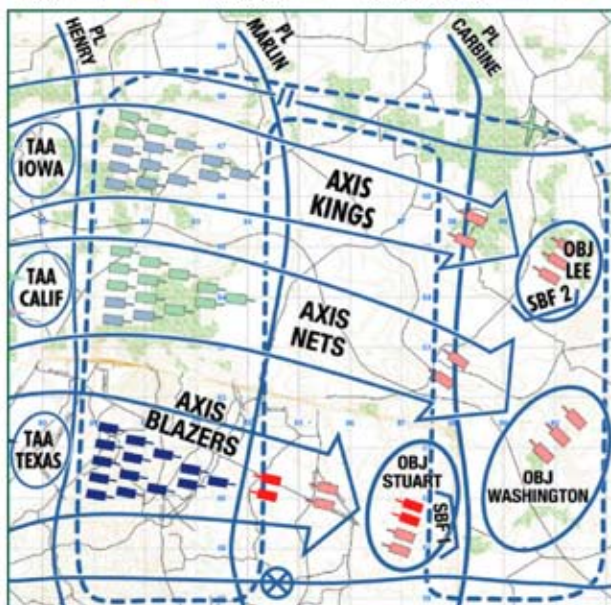 PL
HENRY
PL
MARLIN
PL
CARBINE
TAA
IOWA
AXIS
KINGS
OBJ
LEE
SBF 2
TAA
CALIF
AXIS
NETS
AXIS
BLAZERS
TAA
TEXAS
OBJ
STUART
SBF 1
OBJ
WASHINGTON